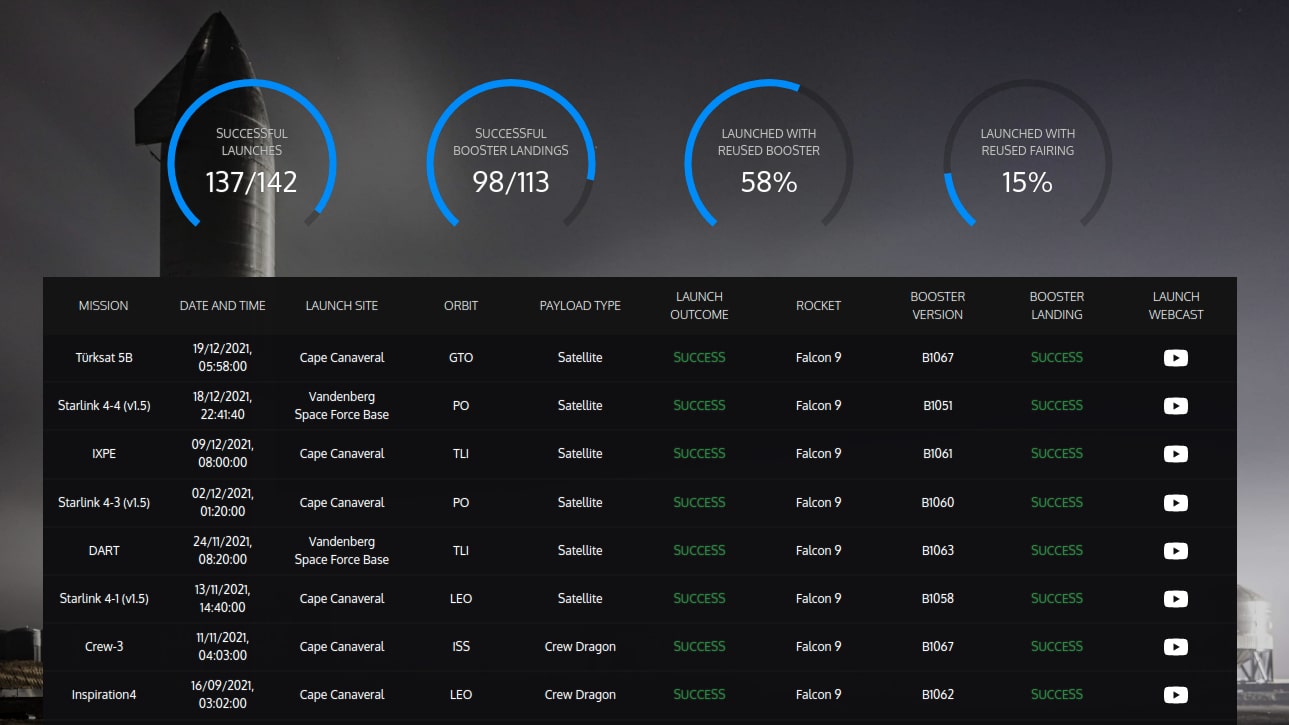 SUCCESSFUL
LAUNCHES
137/142
SUCCESSFUL
BOOSTER LANDINGS
98/113
LAUNCHED WITH
REUSED BOOSTER
58%
LAUNCHED WITH
REUSED FAIRING
15%
MISSION DATE AND TIME LAUNCH SITE ORBIT PAYLOAD TYPE LAUNCH OUTCOME ROCKET BOOSTER VERSION BOOSTER LANDING LAUNCH WEBCAST
Türksat 5B 19/12/2021, 05:58:00 Cape Canaveral GTO Satellite SUCCESS Falcon 9 B1067 SUCCESS
Starlink 4-4 (v1.5) 18/12/2021, 22:41:40 Vandenberg Space Force Base PO Satellite SUCCESS Falcon 9 B1051 SUCCESS
IXPE 09/12/2021, 08:00:00 Cape Canaveral TLI Satellite SUCCESS Falcon 9 B1061 SUCCESS
Starlink 4-3 (v1.5) 02/12/2021, 01:20:00 Cape Canaveral PO Satellite SUCCESS Falcon 9 B1060 SUCCESS
DART 24/11/2021, 08:20:00 Vandenberg Space Force Base TLI Satellite SUCCESS Falcon 9 B1063 SUCCESS
Starlink 4-1 (v1.5) 13/11/2021, 14:40:00 Cape Canaveral LEO Satellite SUCCESS Falcon 9 B1058 SUCCESS
Crew-3 11/11/2021, 04:03:00 Cape Canaveral ISS Crew Dragon SUCCESS Falcon 9 B1067 SUCCESS
Inspiration4 16/09/2021, 03:02:00 Cape Canaveral LEO Crew Dragon SUCCESS Falcon 9 B1062 SUCCESS